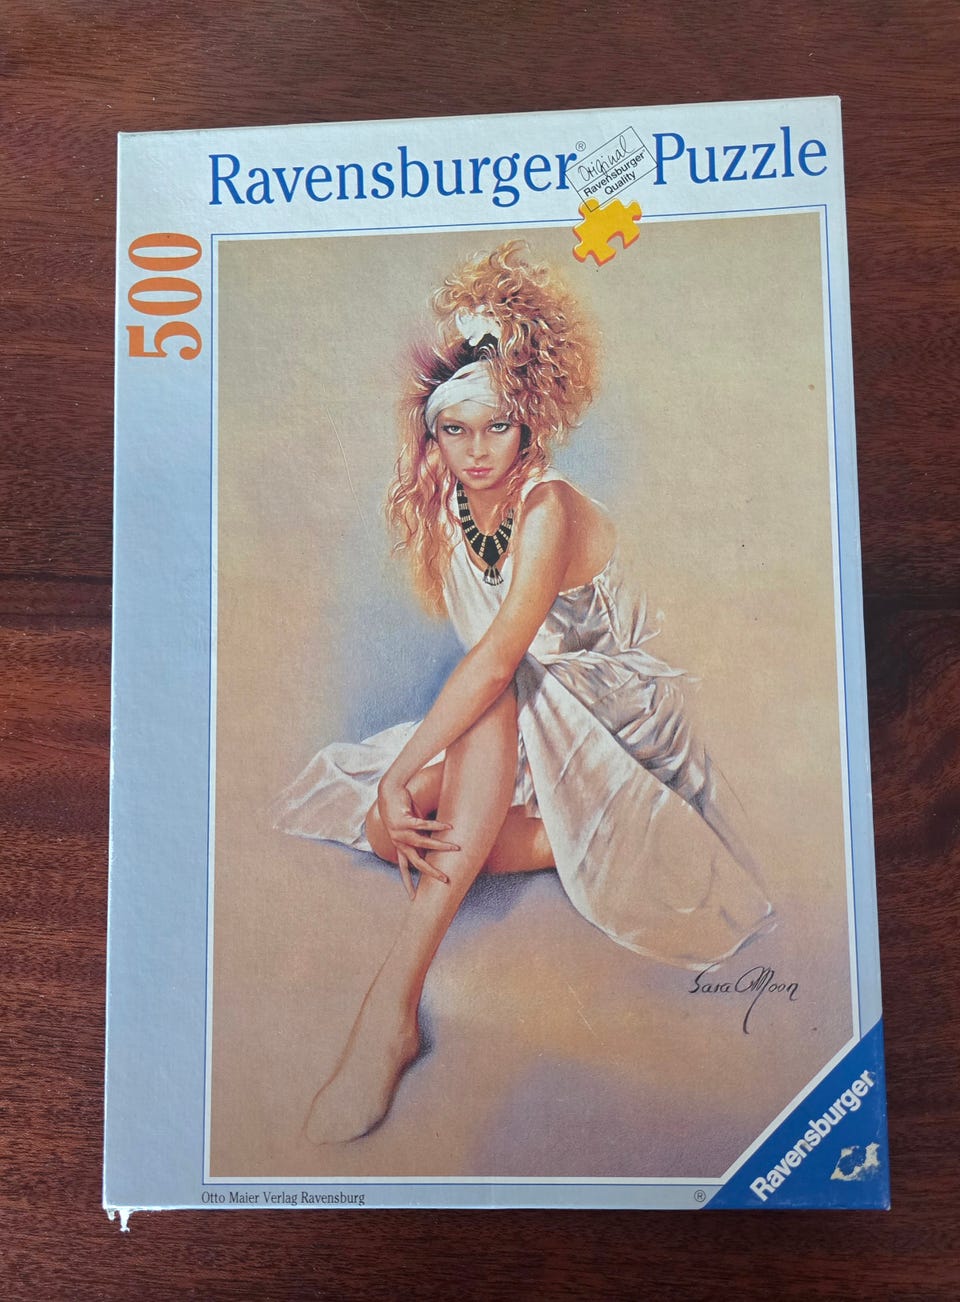 Ravensburger® Puzzle
Original
Ravensburger®
Quality
500
Sara Moon
Ravensburger
Otto Maier Verlag Ravensburg
®